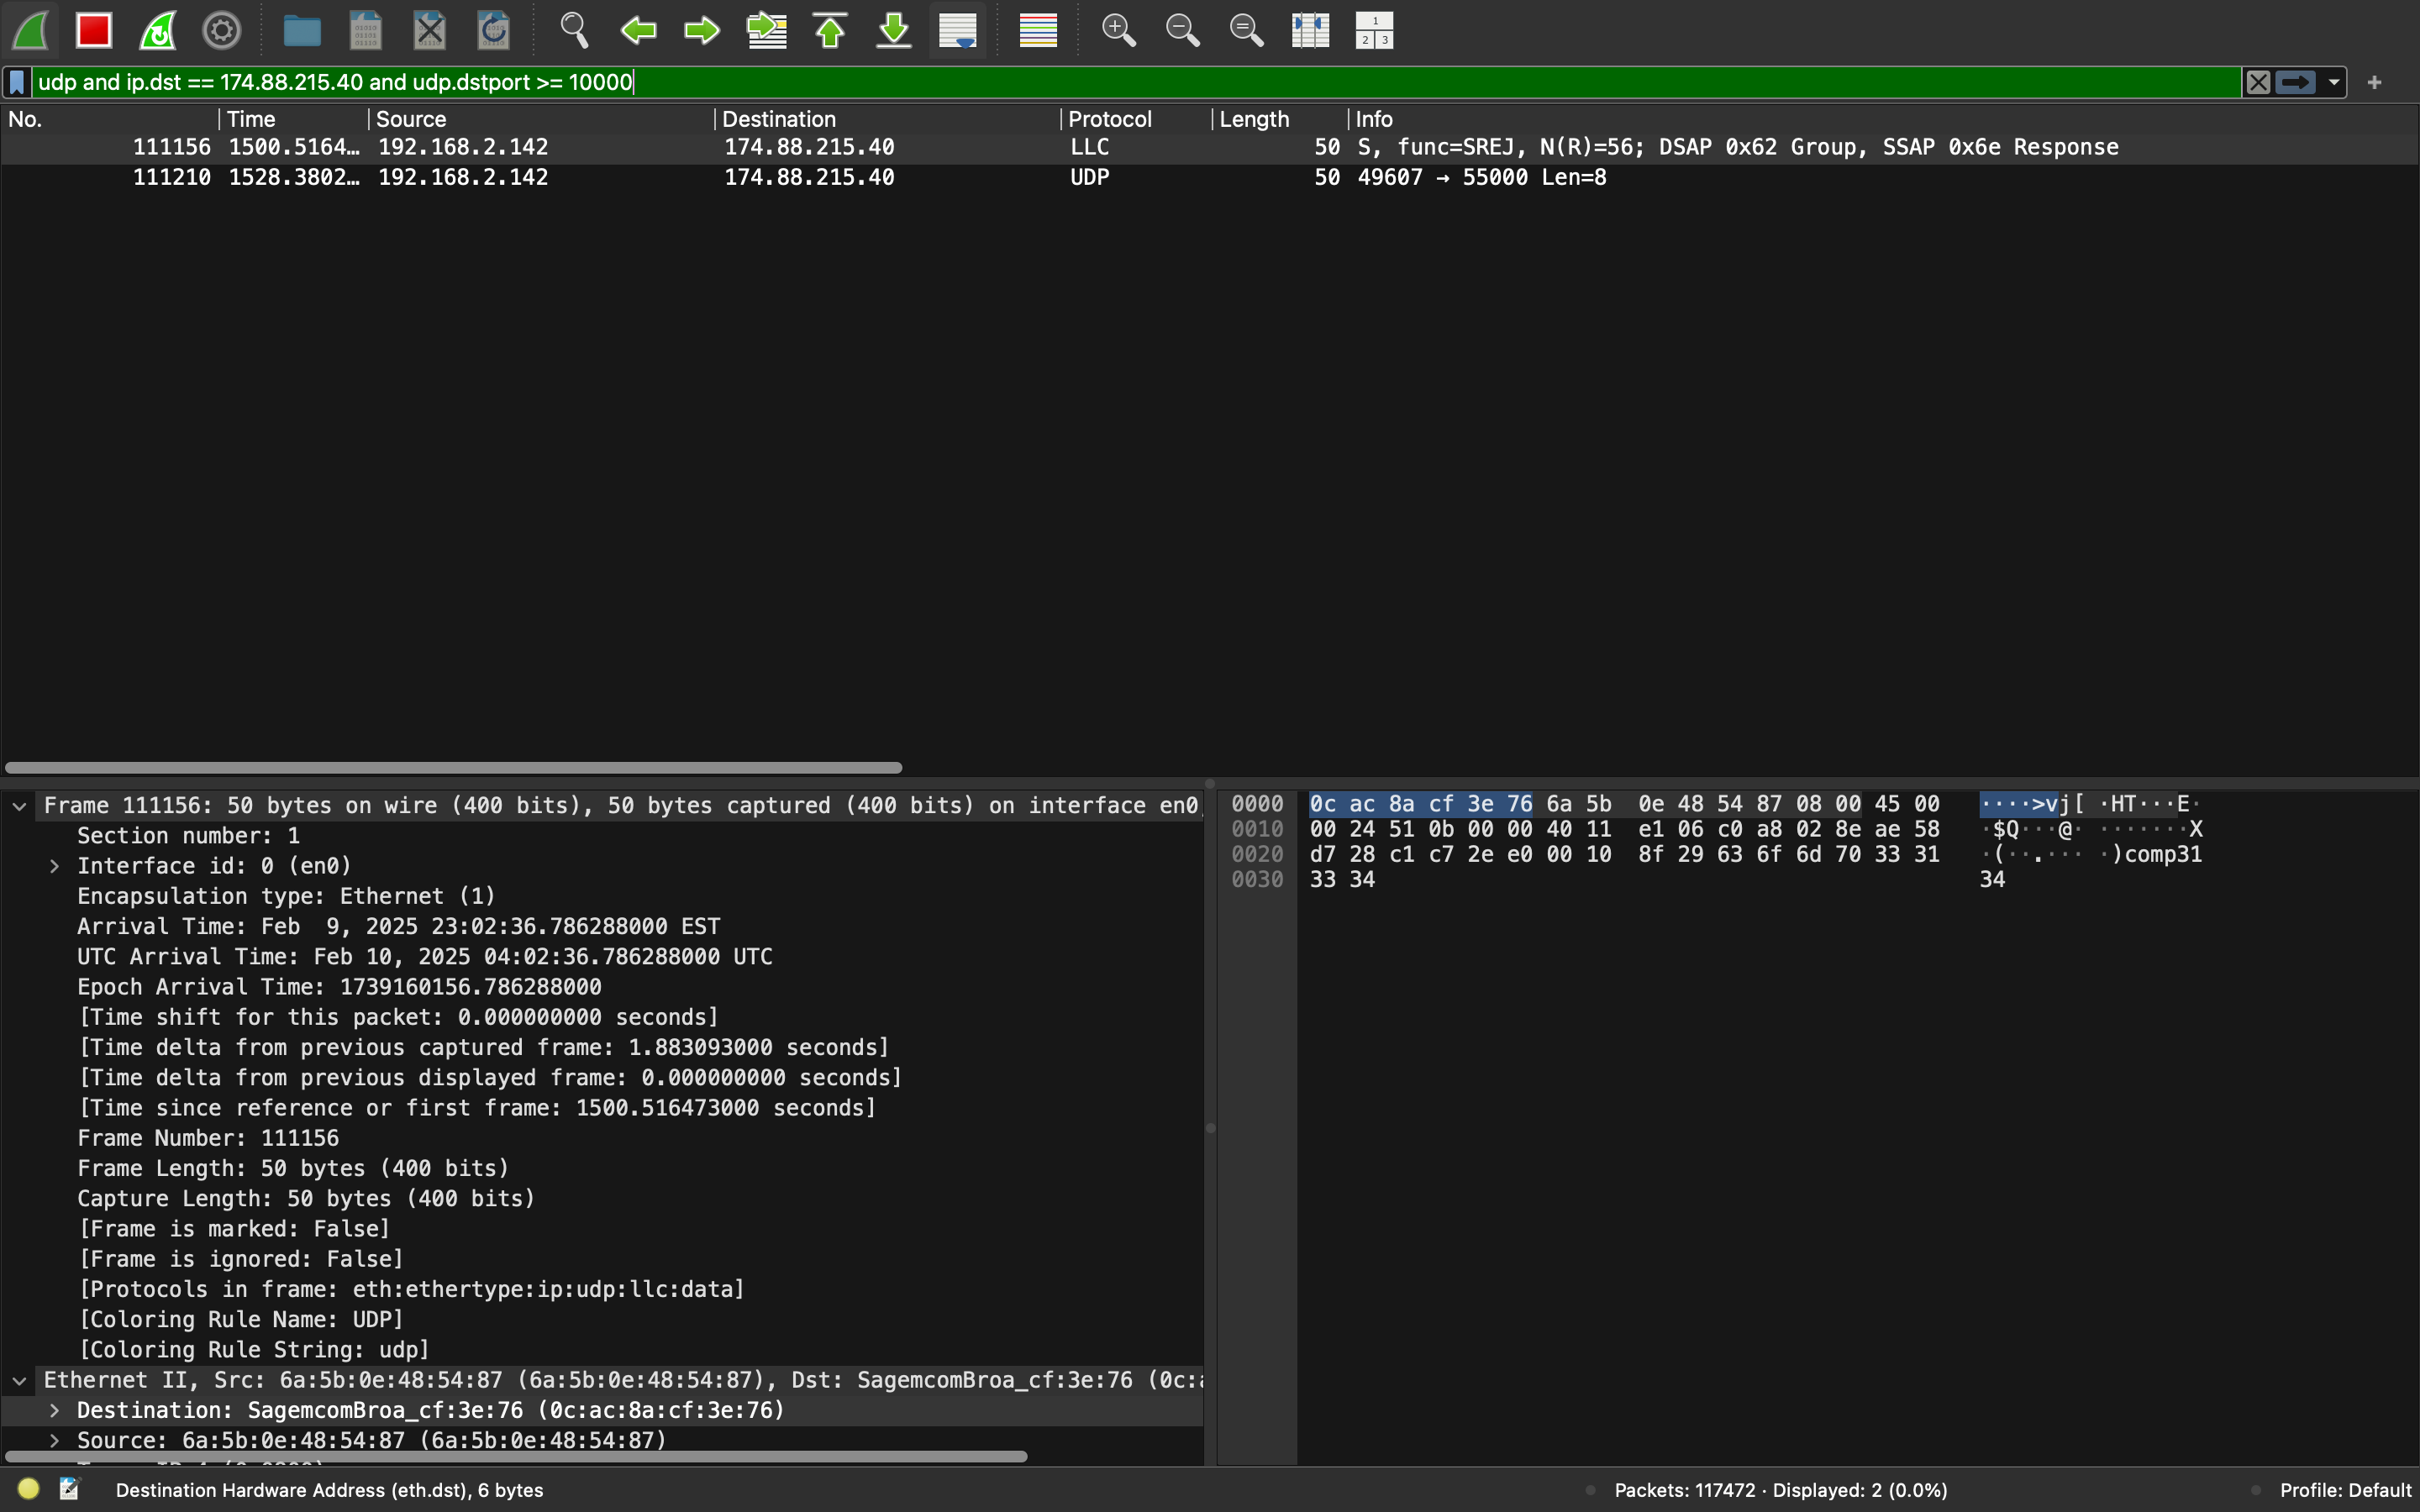 udp and ip.dst == 174.88.215.40 and udp.dstport >= 10000
No. Time Source Destination Protocol Length Info
111156 1500.5164… 192.168.2.142 174.88.215.40 LLC 50 S, func=SREJ, N(R)=56; DSAP 0x62 Group, SSAP 0x6e Response
111210 1528.3802… 192.168.2.142 174.88.215.40 UDP 50 49607 → 55000 Len=8
Frame 111156: 50 bytes on wire (400 bits), 50 bytes captured (400 bits) on interface en0,
Section number: 1
Interface id: 0 (en0)
Encapsulation type: Ethernet (1)
Arrival Time: Feb  9, 2025 23:02:36.786288000 EST
UTC Arrival Time: Feb 10, 2025 04:02:36.786288000 UTC
Epoch Arrival Time: 1739160156.786288000
[Time shift for this packet: 0.000000000 seconds]
[Time delta from previous captured frame: 1.883093000 seconds]
[Time delta from previous displayed frame: 0.000000000 seconds]
[Time since reference or first frame: 1500.516473000 seconds]
Frame Number: 111156
Frame Length: 50 bytes (400 bits)
Capture Length: 50 bytes (400 bits)
[Frame is marked: False]
[Frame is ignored: False]
[Protocols in frame: eth:ethertype:ip:udp:llc:data]
[Coloring Rule Name: UDP]
[Coloring Rule String: udp]
Ethernet II, Src: 6a:5b:0e:48:54:87 (6a:5b:0e:48:54:87), Dst: SagemcomBroa_cf:3e:76 (0c:a
Destination: SagemcomBroa_cf:3e:76 (0c:ac:8a:cf:3e:76)
Source: 6a:5b:0e:48:54:87 (6a:5b:0e:48:54:87)
0000 0c ac 8a cf 3e 76 6a 5b 0e 48 54 87 08 00 45 00 ····>vj[ ·HT···E·
0010 00 24 51 0b 00 00 40 11 e1 06 c0 a8 02 8e ae 58 ·$Q···@· ·······X
0020 d7 28 c1 c7 2e e0 00 10 8f 29 63 6f 6d 70 33 31 ·(··.··· ·)comp31
0030 33 34 34
Destination Hardware Address (eth.dst), 6 bytes
Packets: 117472 · Displayed: 2 (0.0%)
Profile: Default